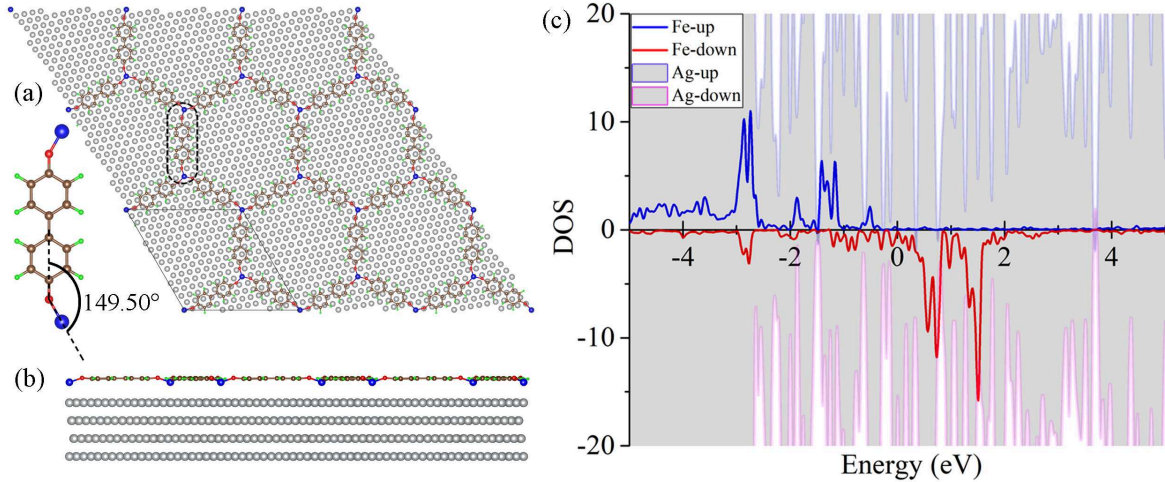 (a)
149.50°
(b)
(c)
DOS
20
10
0
-10
-20
Fe-up
Fe-down
Ag-up
Ag-down
-4
-2
0
2
4
Energy (eV)